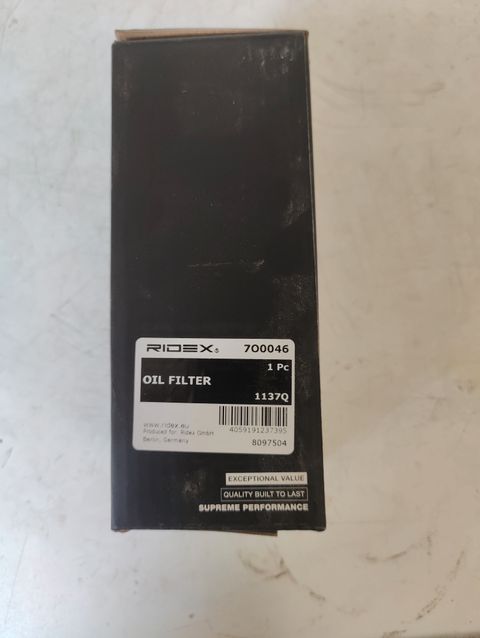 RIDEX® 7O0046
1 Pc
OIL FILTER
1137Q
www.ridex.eu
Produced for: Ridex GmbH
Berlin, Germany
4059191237395
8097504
EXCEPTIONAL VALUE
QUALITY BUILT TO LAST
SUPREME PERFORMANCE